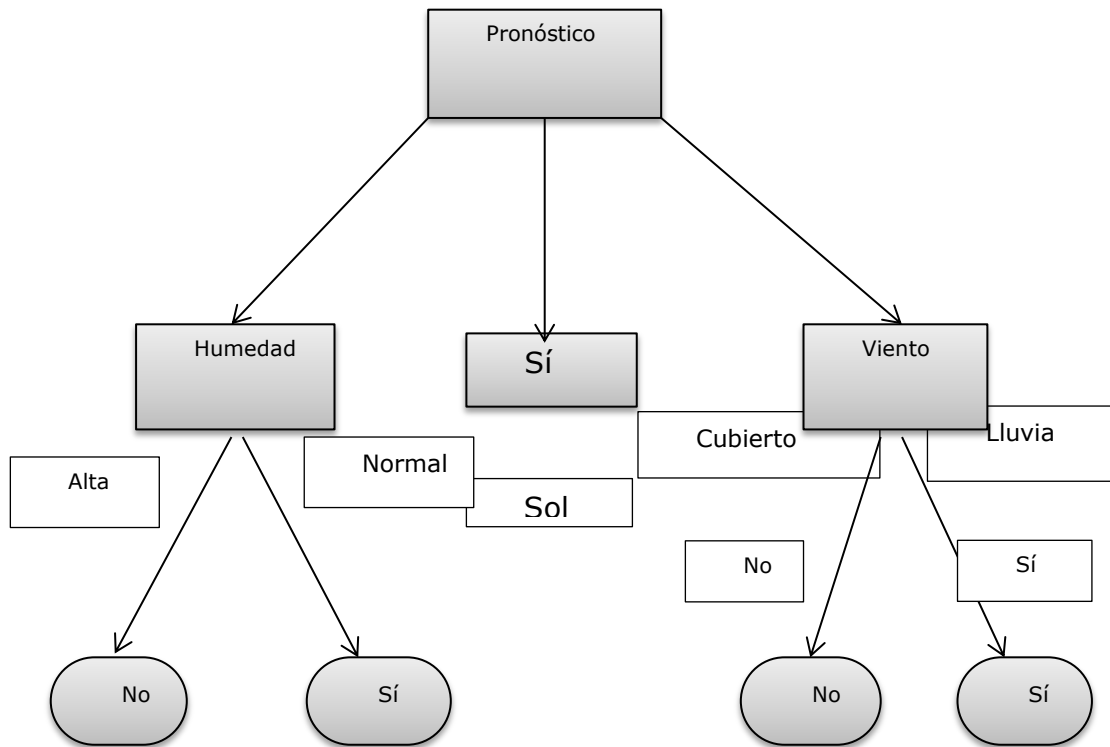 Pronóstico
Humedad
Sí
Viento
Cubierto
Lluvia
Alta
Normal
Sol
No
Sí
No
Sí
No
Sí